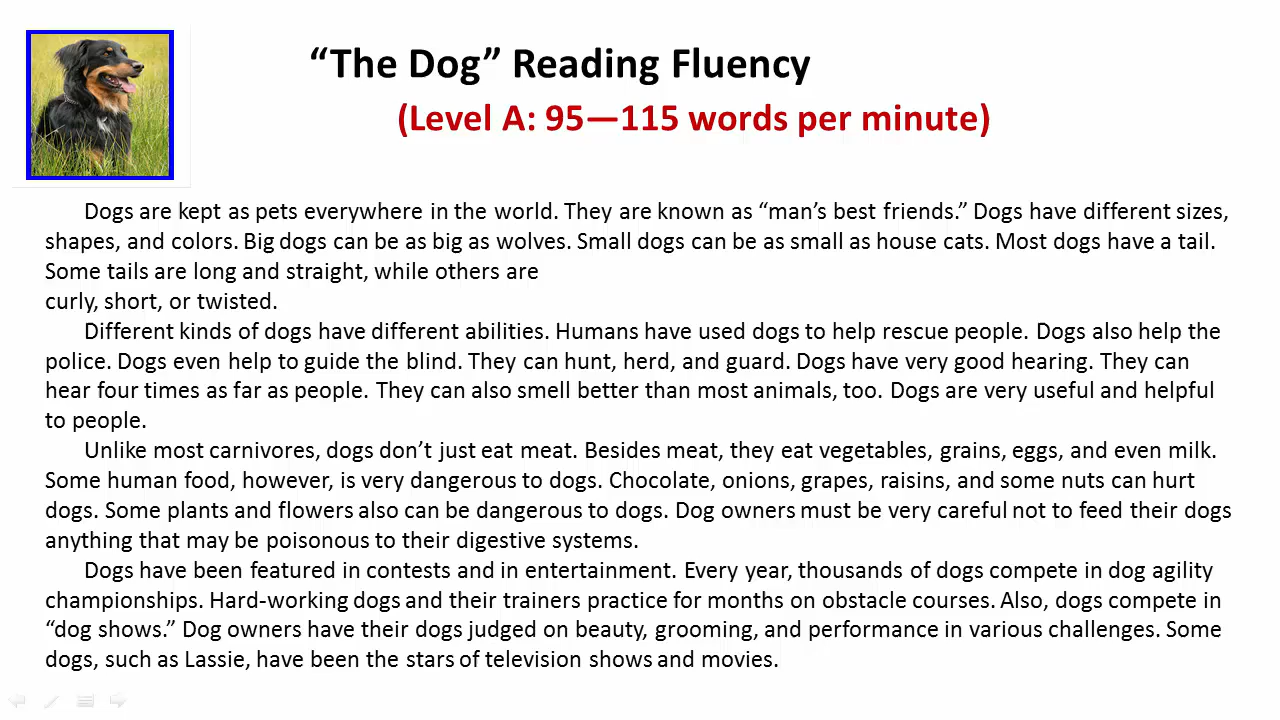 “The Dog” Reading Fluency
(Level A: 95—115 words per minute)
Dogs are kept as pets everywhere in the world. They are known as “man’s best friends.” Dogs have different sizes,
shapes, and colors. Big dogs can be as big as wolves. Small dogs can be as small as house cats. Most dogs have a tail.
Some tails are long and straight, while others are
curly, short, or twisted.
Different kinds of dogs have different abilities. Humans have used dogs to help rescue people. Dogs also help the
police. Dogs even help to guide the blind. They can hunt, herd, and guard. Dogs have very good hearing. They can
hear four times as far as people. They can also smell better than most animals, too. Dogs are very useful and helpful
to people.
Unlike most carnivores, dogs don’t just eat meat. Besides meat, they eat vegetables, grains, eggs, and even milk.
Some human food, however, is very dangerous to dogs. Chocolate, onions, grapes, raisins, and some nuts can hurt
dogs. Some plants and flowers also can be dangerous to dogs. Dog owners must be very careful not to feed their dogs
anything that may be poisonous to their digestive systems.
Dogs have been featured in contests and in entertainment. Every year, thousands of dogs compete in dog agility
championships. Hard-working dogs and their trainers practice for months on obstacle courses. Also, dogs compete in
“dog shows.” Dog owners have their dogs judged on beauty, grooming, and performance in various challenges. Some
dogs, such as Lassie, have been the stars of television shows and movies.